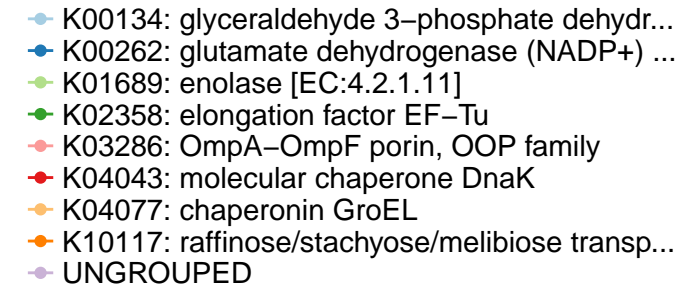 K00134: glyceraldehyde 3−phosphate dehydr...
K00262: glutamate dehydrogenase (NADP+) ...
K01689: enolase [EC:4.2.1.11]
K02358: elongation factor EF−Tu
K03286: OmpA−OmpF porin, OOP family
K04043: molecular chaperone DnaK
K04077: chaperonin GroEL
K10117: raffinose/stachyose/melibiose transp...
UNGROUPED